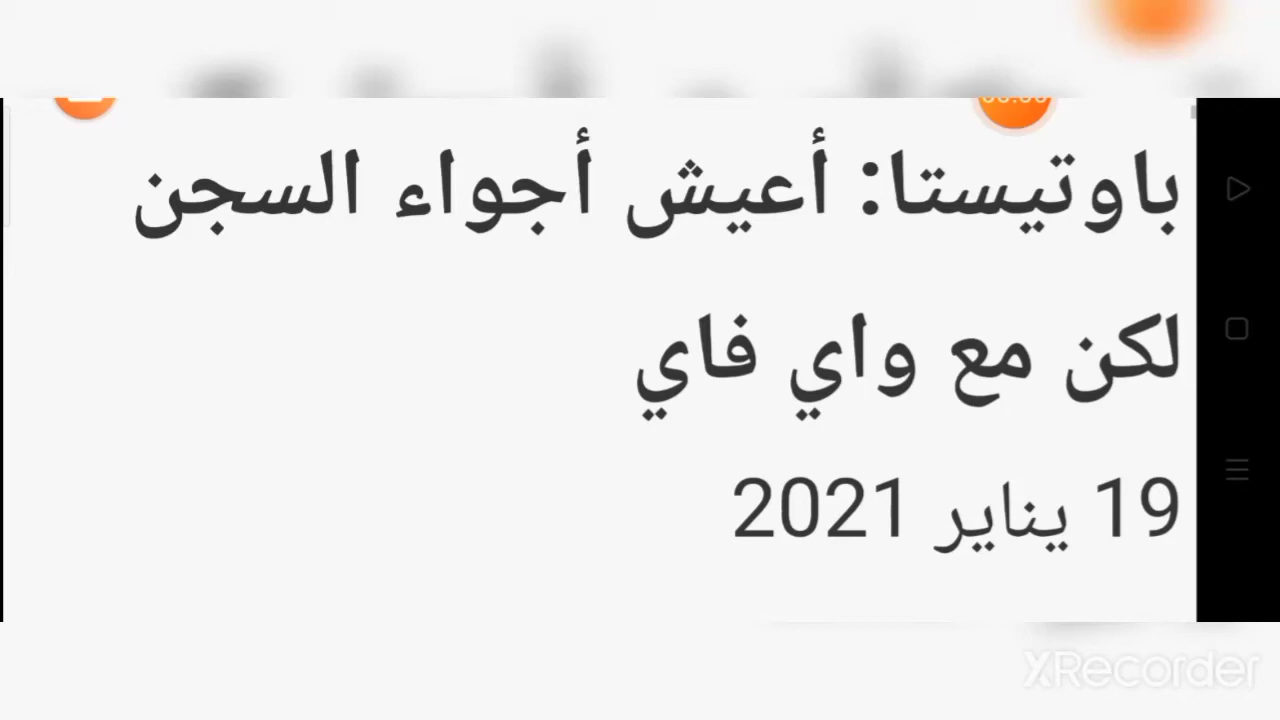 باوتيستا: أعيش أجواء السجن
لكن مع واي فاي
19 يناير 2021
XRecorder